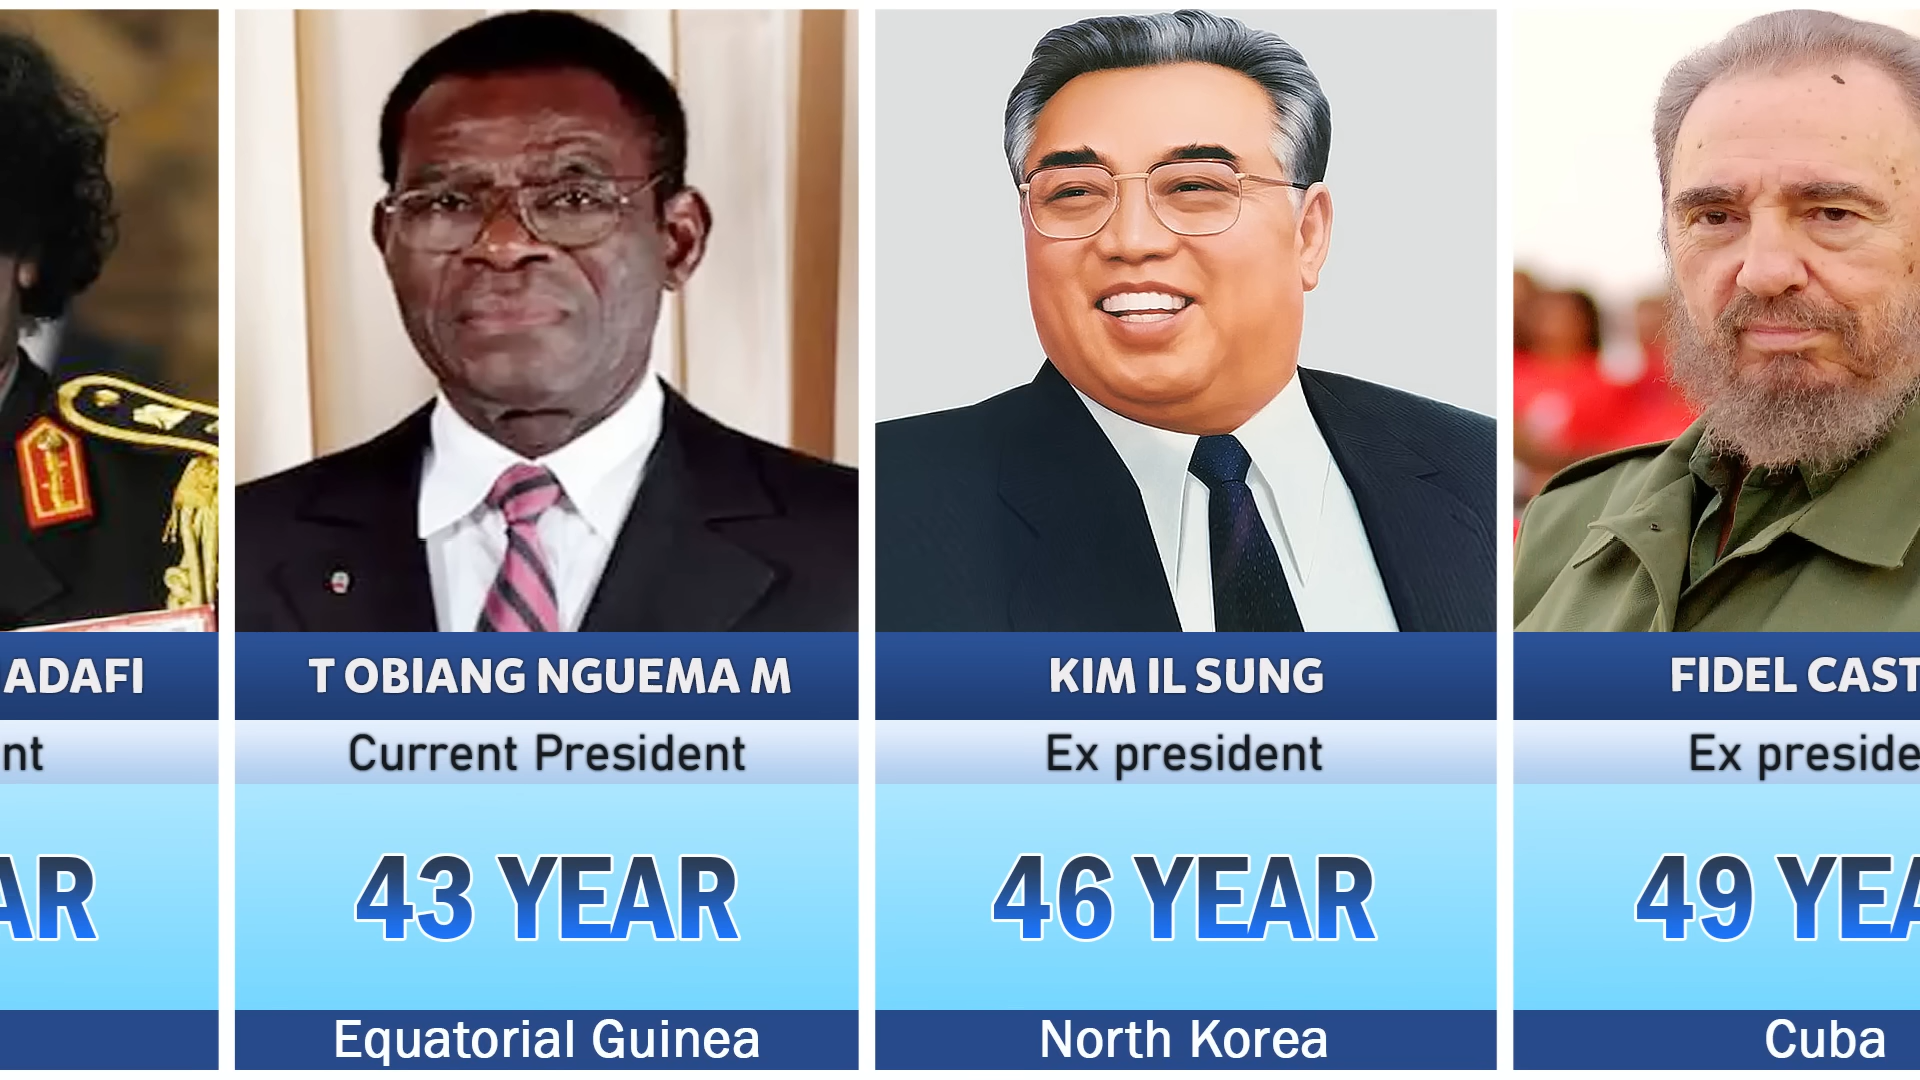 ADAFI
nt
AR
T OBIANG NGUEMA M
Current President
43 YEAR
Equatorial Guinea
KIM IL SUNG
Ex president
46 YEAR
North Korea
FIDEL CAST
Ex preside
49 YEA
Cuba